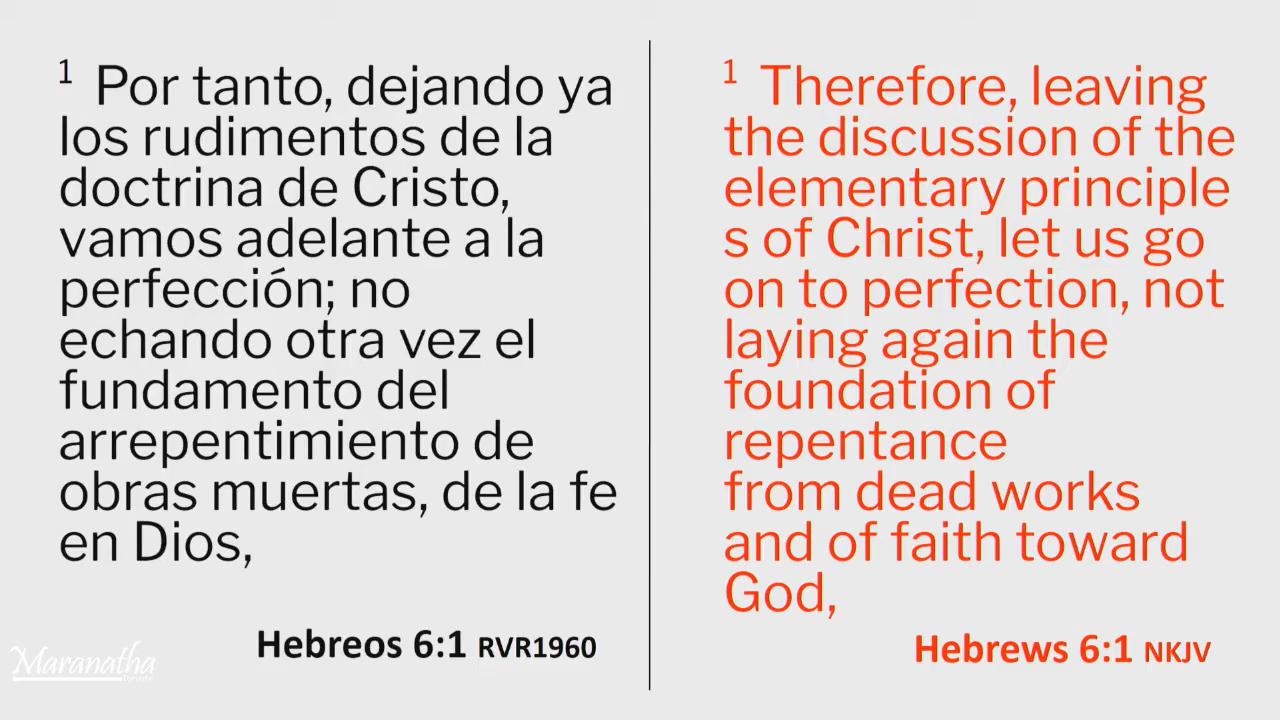 1 Por tanto, dejando ya
los rudimentos de la
doctrina de Cristo,
vamos adelante a la
perfección; no
echando otra vez el
fundamento del
arrepentimiento de
obras muertas, de la fe
en Dios,
Hebreos 6:1 RVR1960
1 Therefore, leaving
the discussion of the
elementary principle
s of Christ, let us go
on to perfection, not
laying again the
foundation of
repentance
from dead works
and of faith toward
God,
Hebrews 6:1 NKJV
Maranatha